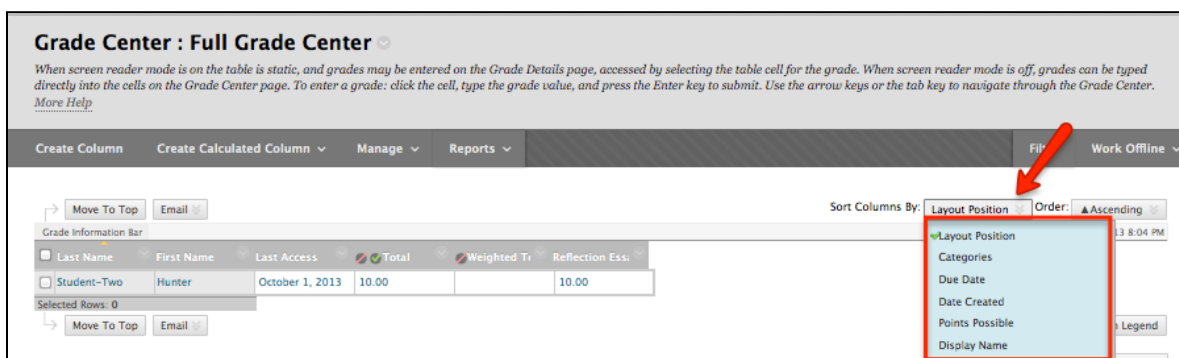 Grade Center : Full Grade Center
When screen reader mode is on the table is static, and grades may be entered on the Grade Details page, accessed by selecting the table cell for the grade. When screen reader mode is off, grades can be typed
directly into the cells on the Grade Center page. To enter a grade: click the cell, type the grade value, and press the Enter key to submit. Use the arrow keys or the tab key to navigate through the Grade Center.
More Help
Create Column Create Calculated Column Manage Reports Work Offline
Move To Top Email Sort Columns By: Layout Position Order: Ascending
Grade Information Bar 13 8:04 PM
Last Name First Name Last Access Total Weighted Reflection
Student-Two Hunter October 1, 2013 10.00 10.00
Selected Rows: 0
Move To Top Email Legend
Layout Position
Categories
Due Date
Date Created
Points Possible
Display Name